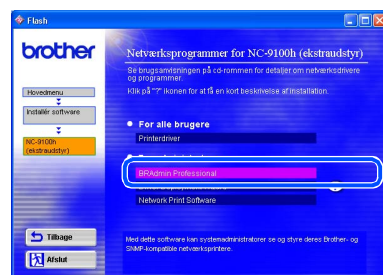 Flash
brother
Netværksprogrammer for NC-9100h (ekstraudstyr)
Se brugsanvisningen på cd-rommen for detaljer om netværksdrivere
og programmer.
Klik på "?" ikonen for at få en kort beskrivelse af installation.
Hovedmenu
Installér software
NC-9100h
(ekstraudstyr)
For alle brugere
Printerdriver
BRAdmin Professional
Network Print Software
Tilbage
Afslut
Med dette software kan systemadministratorer se og styre deres Brother- og
SNMP-kompatible netværksprintere.